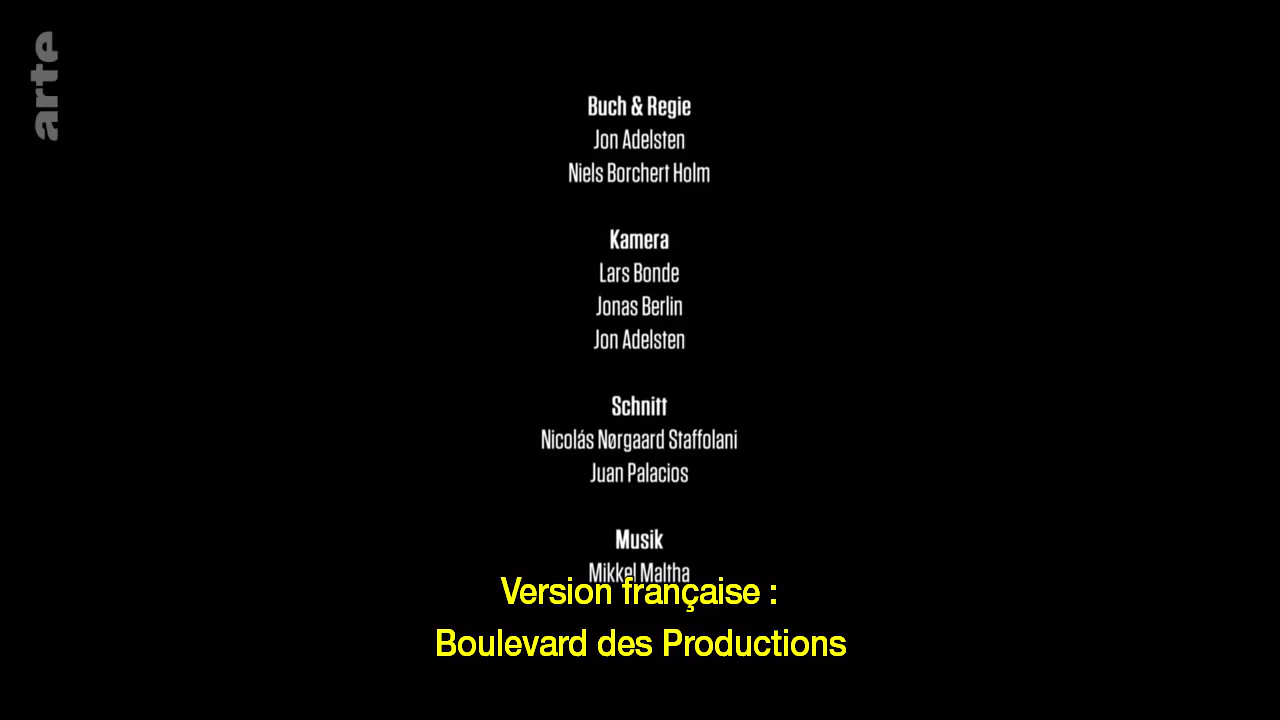 arte
Buch & Regie
Jon Adelsten
Niels Borchert Holm
Kamera
Lars Bonde
Jonas Berlin
Jon Adelsten
Schnitt
Nicolás Nørgaard Staffolani
Juan Palacios
Musik
Mikkel Maltha
Version française :
Boulevard des Productions